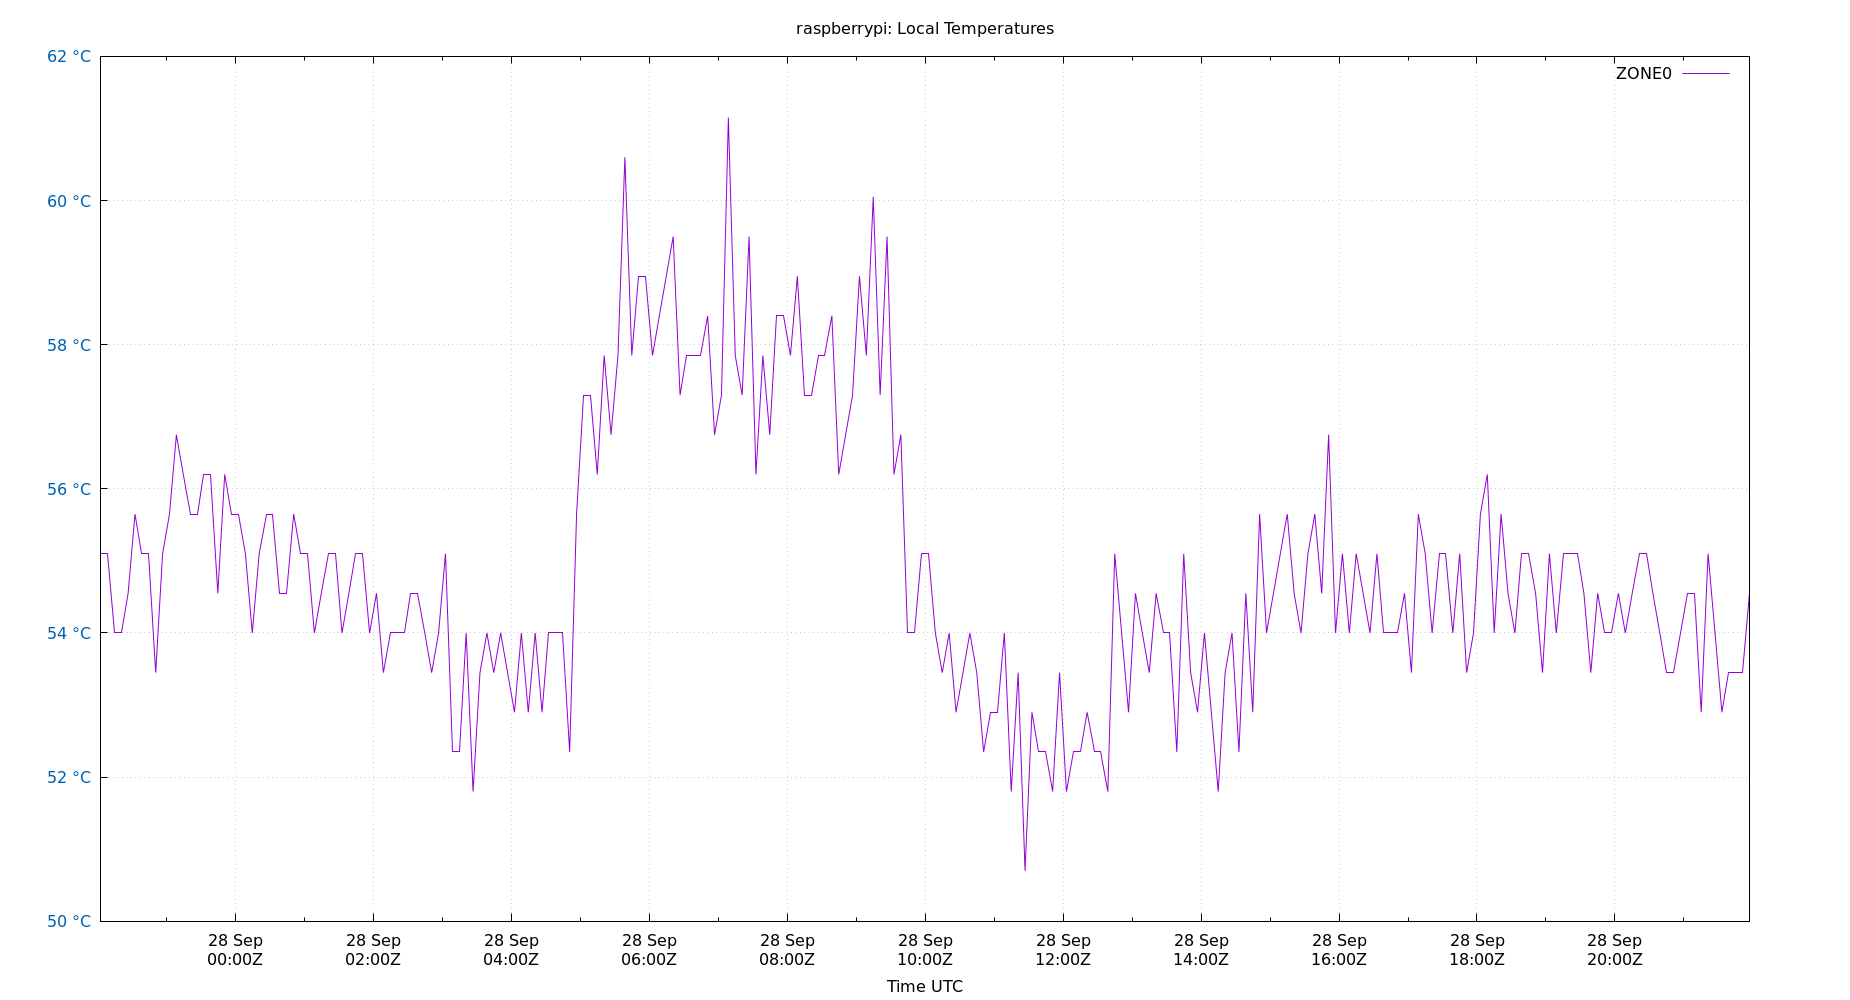 raspberrypi: Local Temperatures
62 °C
60 °C
58 °C
56 °C
54 °C
52 °C
50 °C
ZONE0
28 Sep 28 Sep 28 Sep 28 Sep 28 Sep 28 Sep 28 Sep 28 Sep 28 Sep 28 Sep 28 Sep
00:00Z 02:00Z 04:00Z 06:00Z 08:00Z 10:00Z 12:00Z 14:00Z 16:00Z 18:00Z 20:00Z
Time UTC